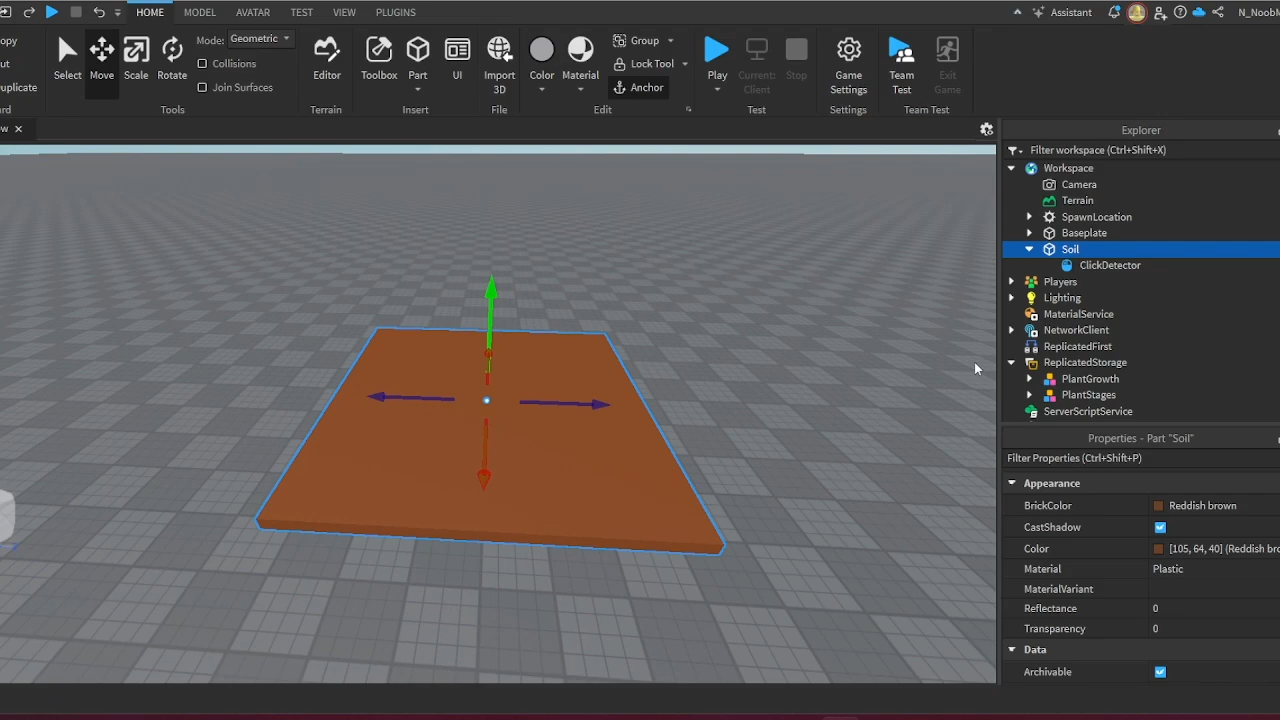 HOME MODEL AVATAR TEST VIEW PLUGINS Assistant
Mode: Geometric
Collisions
Join Surfaces
Select Move Scale Rotate
Tools
Editor
Terrain
Toolbox Part UI
Insert
Import
3D
File
Color Material
Group
Lock Tool
Anchor
Edit
Play Current:
Client Stop
Test
Game
Settings
Settings
Team
Test
Exit
Game
Team Test
Explorer
Filter workspace (Ctrl+Shift+X)
Workspace
Camera
Terrain
SpawnLocation
Baseplate
Soil
ClickDetector
Players
Lighting
MaterialService
NetworkClient
ReplicatedFirst
ReplicatedStorage
PlantGrowth
PlantStages
ServerScriptService
Properties - Part "Soil"
Filter Properties (Ctrl+Shift+P)
Appearance
BrickColor Reddish brown
CastShadow
Color [105, 64, 40] (Reddish bro
Material Plastic
MaterialVariant
Reflectance 0
Transparency 0
Data
Archivable